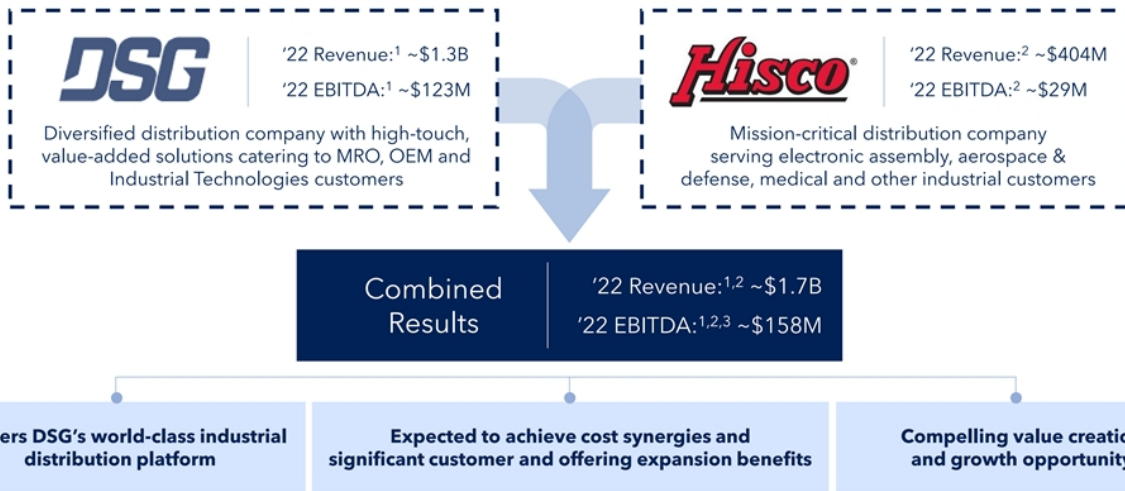 DSG
'22 Revenue:¹ ~$1.3B
'22 EBITDA:¹ ~$123M
Diversified distribution company with high-touch,
value-added solutions catering to MRO, OEM and
Industrial Technologies customers
Hisco®
'22 Revenue:² ~$404M
'22 EBITDA:² ~$29M
Mission-critical distribution company
serving electronic assembly, aerospace &
defense, medical and other industrial customers
Combined
Results
'22 Revenue:¹,² ~$1.7B
'22 EBITDA:¹,²,³ ~$158M
DSG's world-class industrial
distribution platform
Expected to achieve cost synergies and
significant customer and offering expansion benefits
Compelling value
and growth opportunity